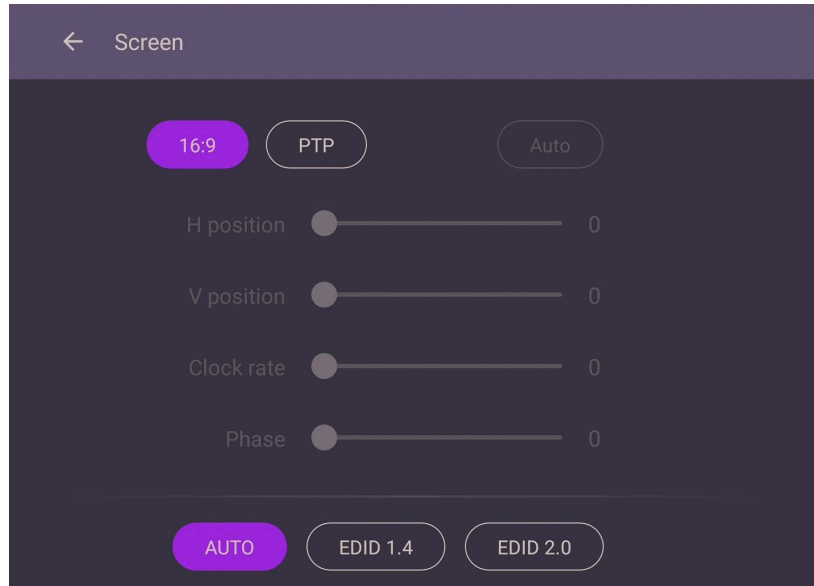 Screen
16:9 PTP Auto
H position 0
V position 0
Clock rate 0
Phase 0
AUTO EDID 1.4 EDID 2.0